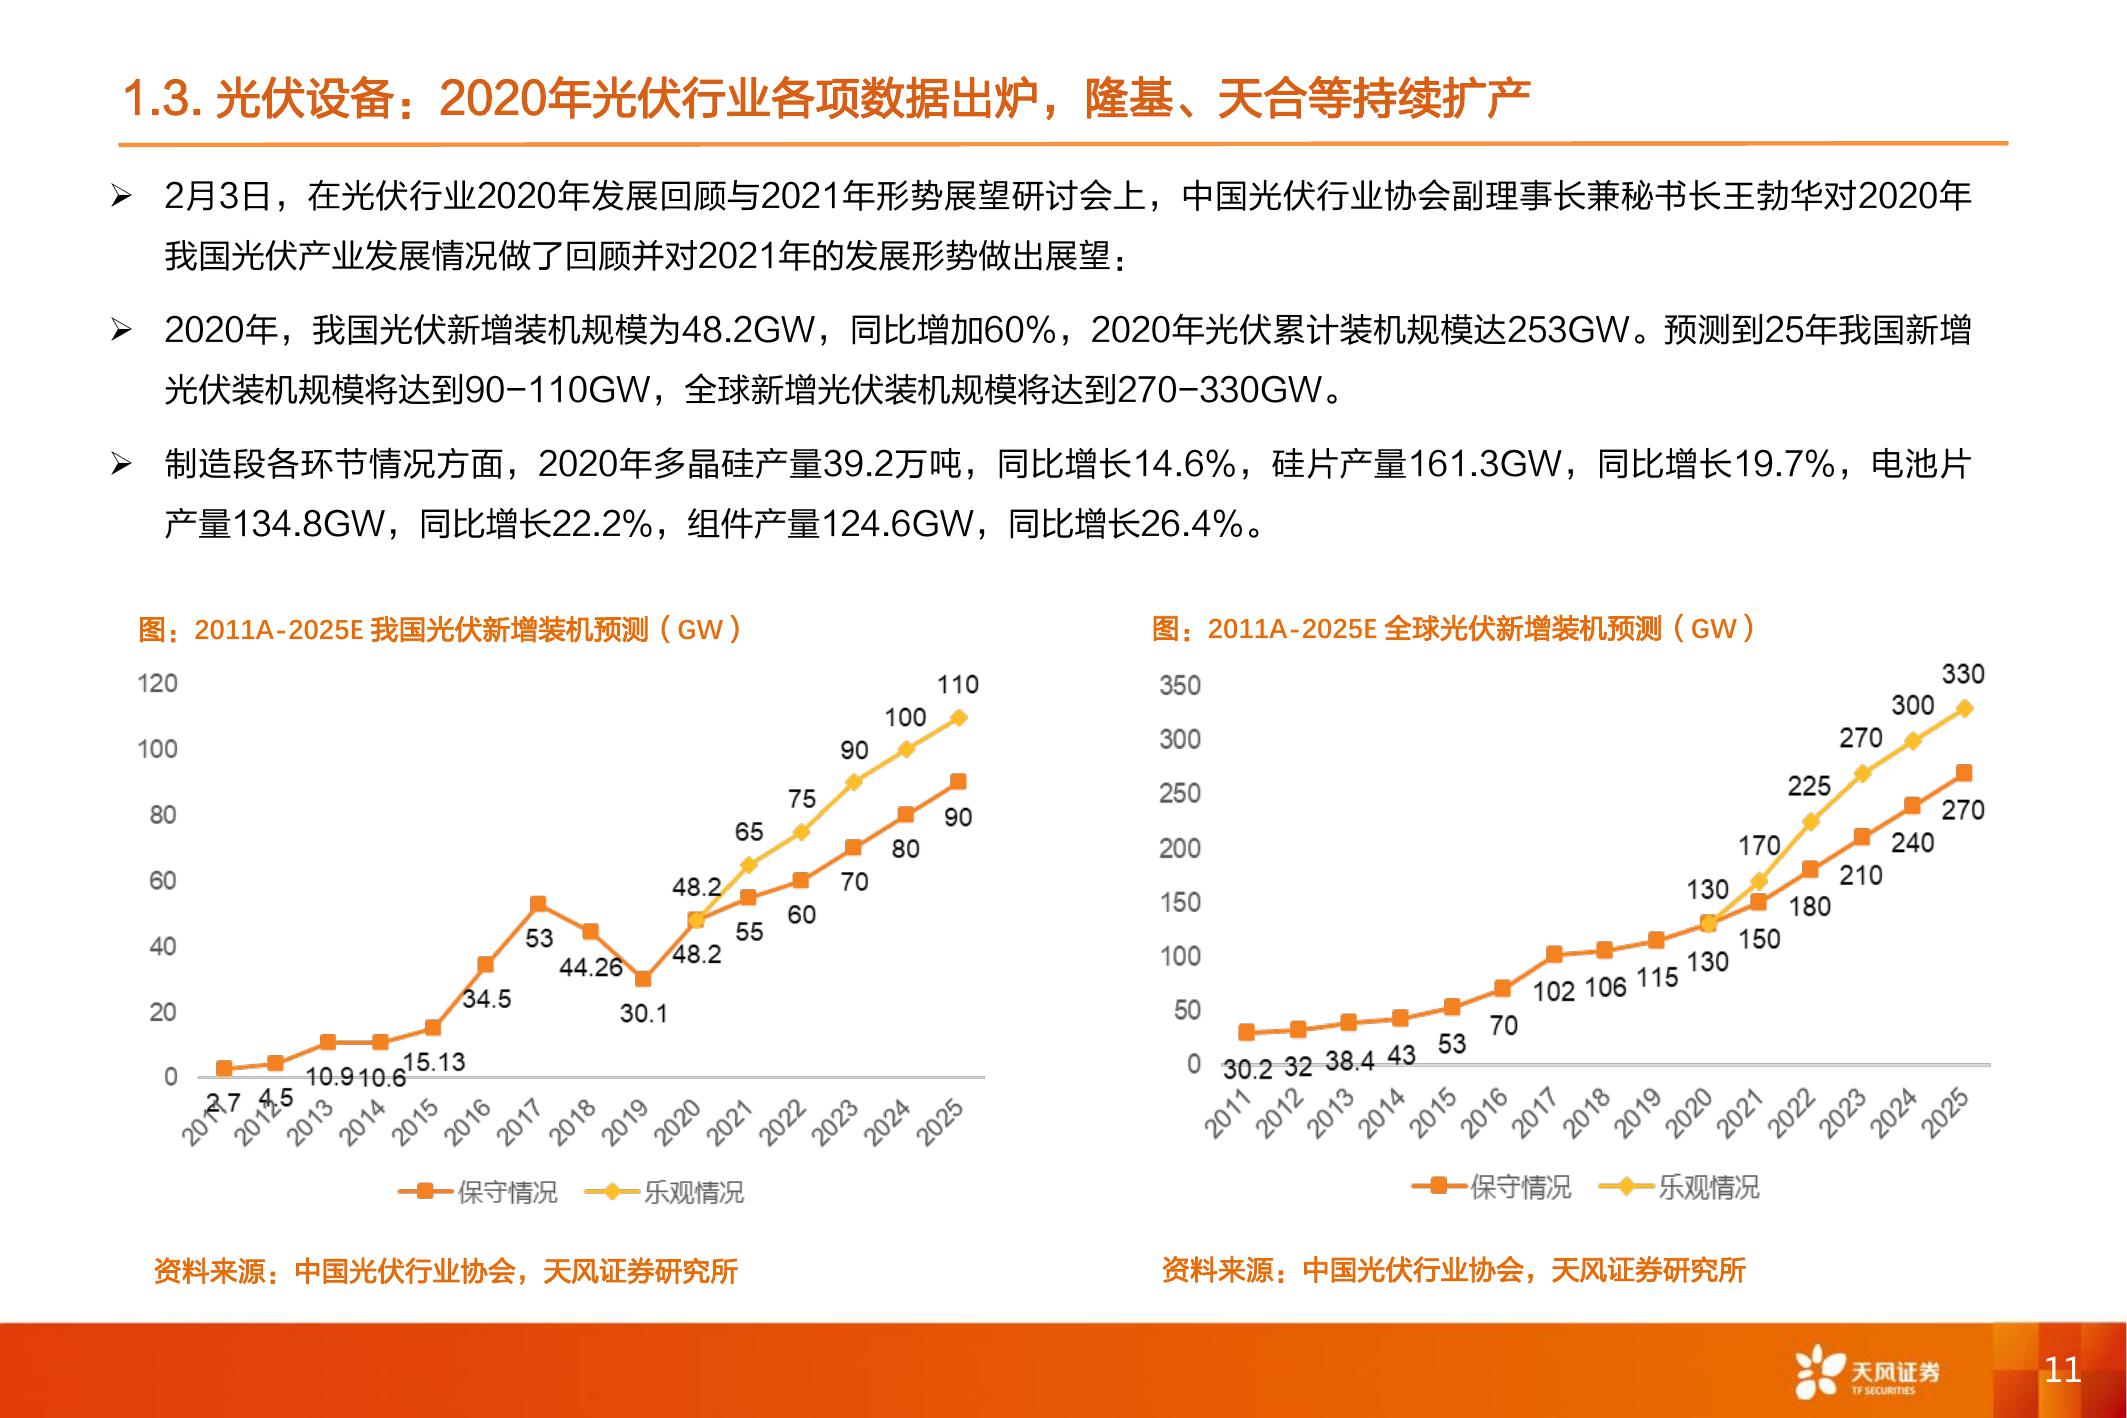 1.3. 光伏设备：2020年光伏行业各项数据出炉，隆基、天合等持续扩产
➢ 2月3日，在光伏行业2020年发展回顾与2021年形势展望研讨会上，中国光伏行业协会副理事长兼秘书长王勃华对2020年
我国光伏产业发展情况做了回顾并对2021年的发展形势做出展望：
➢ 2020年，我国光伏新增装机规模为48.2GW，同比增加60%，2020年光伏累计装机规模达253GW。预测到25年我国新增
光伏装机规模将达到90-110GW，全球新增光伏装机规模将达到270-330GW。
➢ 制造段各环节情况方面，2020年多晶硅产量39.2万吨，同比增长14.6%，硅片产量161.3GW，同比增长19.7%，电池片
产量134.8GW，同比增长22.2%，组件产量124.6GW，同比增长26.4%。
图：2011A-2025E 我国光伏新增装机预测（GW）
120
100
80
60
40
20
0
110
100
90
75
65
48.2
90
80
70
60
55
48.2
53
44.26
30.1
34.5
15.13
10.9 10.6
2.7 4.5
2011 2012 2013 2014 2015 2016 2017 2018 2019 2020 2021 2022 2023 2024 2025
保守情况 乐观情况
资料来源：中国光伏行业协会，天风证券研究所
图：2011A-2025E 全球光伏新增装机预测（GW）
350
300
250
200
150
100
50
0
330
300
270
225
170
130
270
240
210
180
150
130
102 106 115
70
53
30.2 32 38.4 43
2011 2012 2013 2014 2015 2016 2017 2018 2019 2020 2021 2022 2023 2024 2025
保守情况 乐观情况
资料来源：中国光伏行业协会，天风证券研究所
天风证券
TF SECURITIES
11